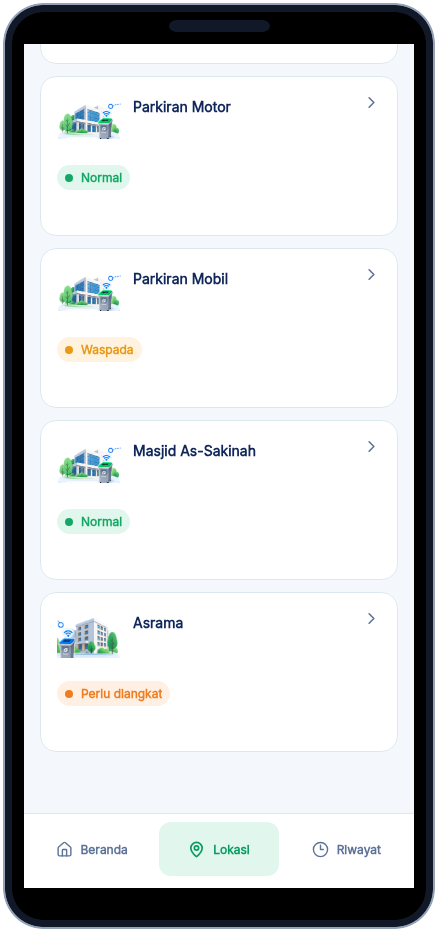 Parkiran Motor
Normal
Parkiran Mobil
Waspada
Masjid As-Sakinah
Normal
Asrama
Perlu diangkat
Beranda
Lokasi
Riwayat